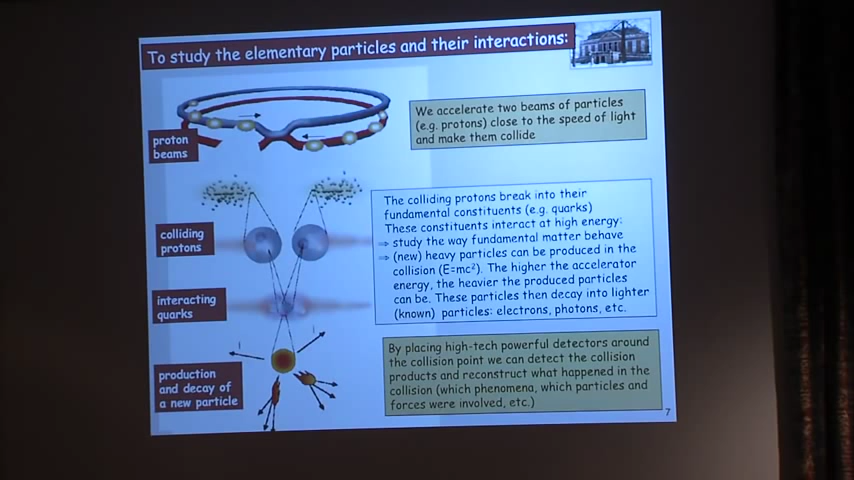 To study the elementary particles and their interactions:
We accelerate two beams of particles
(e.g. protons) close to the speed of light
and make them collide
proton
beams
The colliding protons break into their
fundamental constituents (e.g. quarks)
These constituents interact at high energy:
⇒ study the way fundamental matter behave
⇒ (new) heavy particles can be produced in the
collision (E=mc²). The higher the accelerator
energy, the heavier the produced particles
can be. These particles then decay into lighter
(known) particles: electrons, photons, etc.
colliding
protons
interacting
quarks
production
and decay of
a new particle
By placing high-tech powerful detectors around
the collision point we can detect the collision
products and reconstruct what happened in the
collision (which phenomena, which particles and
forces were involved, etc.)
7